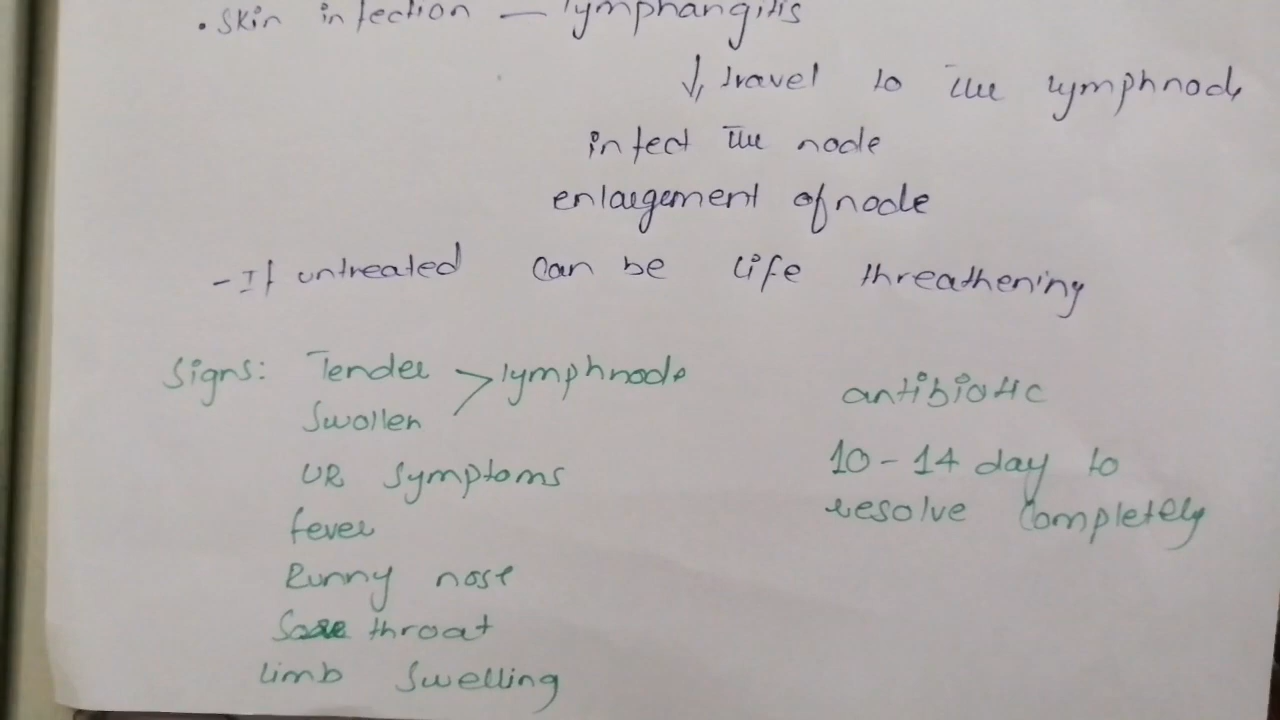 • Skin infection — lymphangitis
↓ travel to the lymphnode
infect the node
enlargement of node
- If untreated can be life threathening
Signs: Tender > lymphnode
Swollen
UR Symptoms
fever
Runny nose
Sore throat
limb Swelling
antibiotic
10-14 day to
resolve Completely